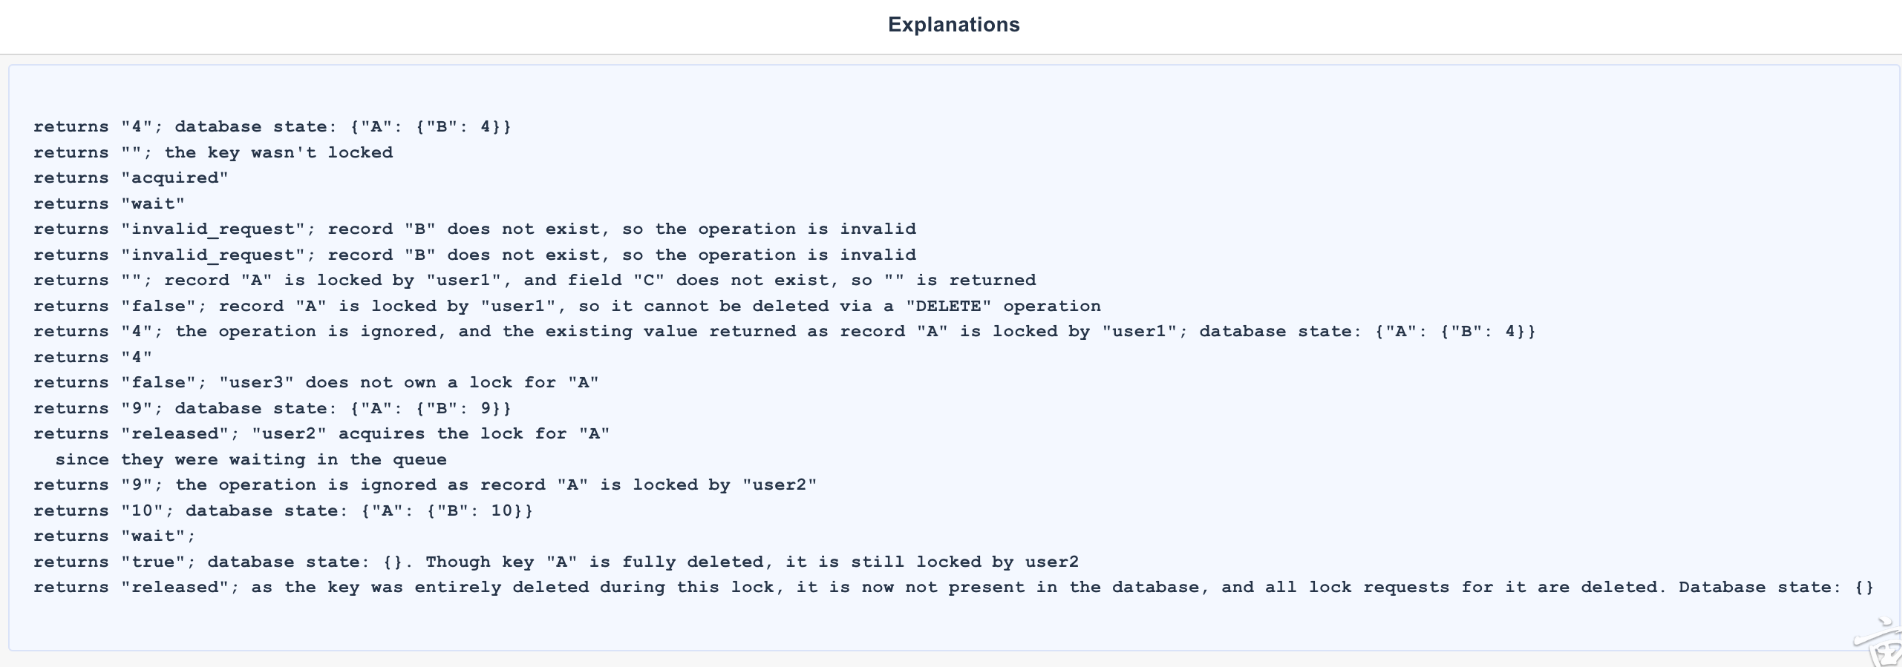 Explanations
returns "4"; database state: {"A": {"B": 4}}
returns ""; the key wasn't locked
returns "acquired"
returns "wait"
returns "invalid_request"; record "B" does not exist, so the operation is invalid
returns "invalid_request"; record "B" does not exist, so the operation is invalid
returns ""; record "A" is locked by "user1", and field "C" does not exist, so "" is returned
returns "false"; record "A" is locked by "user1", so it cannot be deleted via a "DELETE" operation
returns "4"; the operation is ignored, and the existing value returned as record "A" is locked by "user1"; database state: {"A": {"B": 4}}
returns "4"
returns "false"; "user3" does not own a lock for "A"
returns "9"; database state: {"A": {"B": 9}}
returns "released"; "user2" acquires the lock for "A"
  since they were waiting in the queue
returns "9"; the operation is ignored as record "A" is locked by "user2"
returns "10"; database state: {"A": {"B": 10}}
returns "wait";
returns "true"; database state: {}. Though key "A" is fully deleted, it is still locked by user2
returns "released"; as the key was entirely deleted during this lock, it is now not present in the database, and all lock requests for it are deleted. Database state: {}